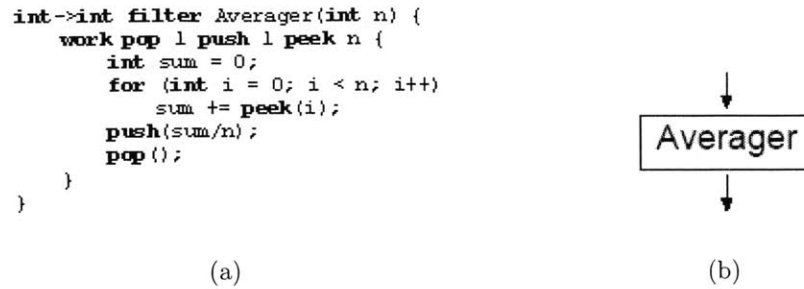 int->int filter Averager(int n) {
work pop 1 push 1 peek n {
int sum = 0;
for (int i = 0; i < n; i++)
sum += peek(i);
push(sum/n);
pop();
}
}
Averager
(a)
(b)